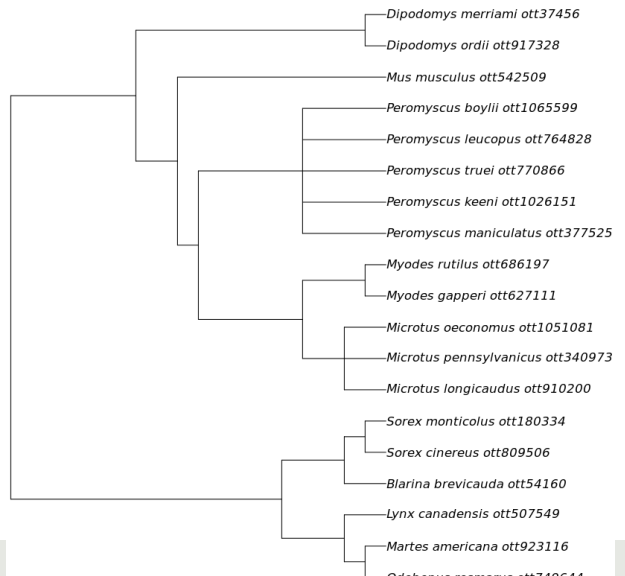 Dipodomys merriami ott37456
Dipodomys ordii ott917328
Mus musculus ott542509
Peromyscus boylii ott1065599
Peromyscus leucopus ott764828
Peromyscus truei ott770866
Peromyscus keeni ott1026151
Peromyscus maniculatus ott377525
Myodes rutilus ott686197
Myodes gapperi ott627111
Microtus oeconomus ott1051081
Microtus pennsylvanicus ott340973
Microtus longicaudus ott910200
Sorex monticolus ott180334
Sorex cinereus ott809506
Blarina brevicauda ott54160
Lynx canadensis ott507549
Martes americana ott923116